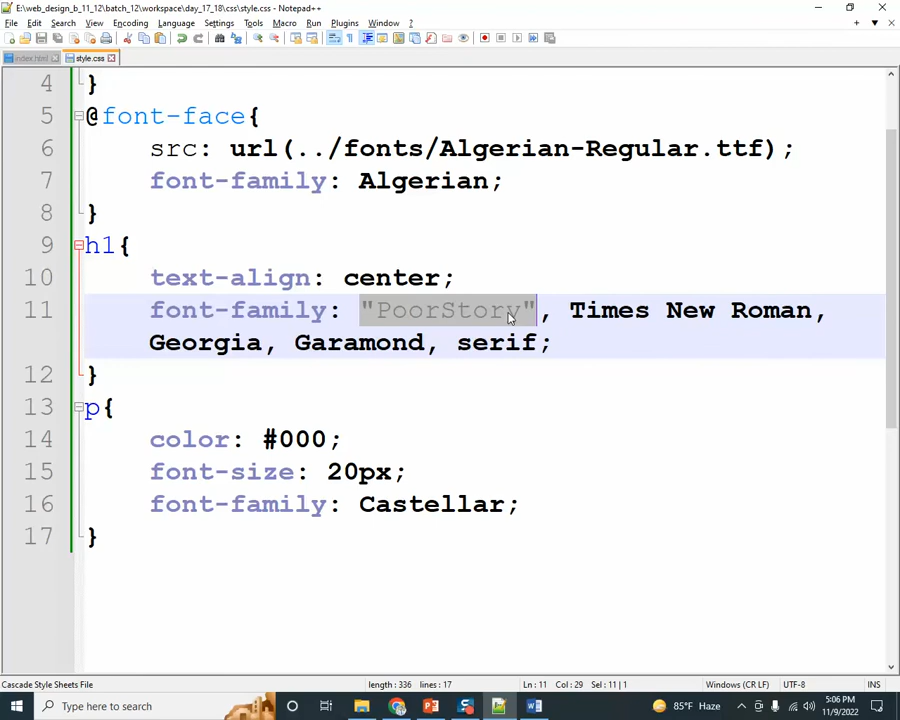 E:\web_design_b_11_12\batch_12\workspace\day_17_18\css\style.css - Notepad++
File Edit Search View Encoding Language Settings Tools Macro Run Plugins Window ?
index.html style.css
4 }
5 @font-face{
6 src: url(../fonts/Algerian-Regular.ttf);
7 font-family: Algerian;
8 }
9 h1{
10 text-align: center;
11 font-family: "PoorStory", Times New Roman,
Georgia, Garamond, serif;
12 }
13 p{
14 color: #000;
15 font-size: 20px;
16 font-family: Castellar;
17 }
Cascade Style Sheets File length : 336 lines : 17 Ln : 11 Col : 29 Sel : 11 | 1 Windows (CR LF) UTF-8 INS
Type here to search 85°F Haze 5:06 PM
11/9/2022